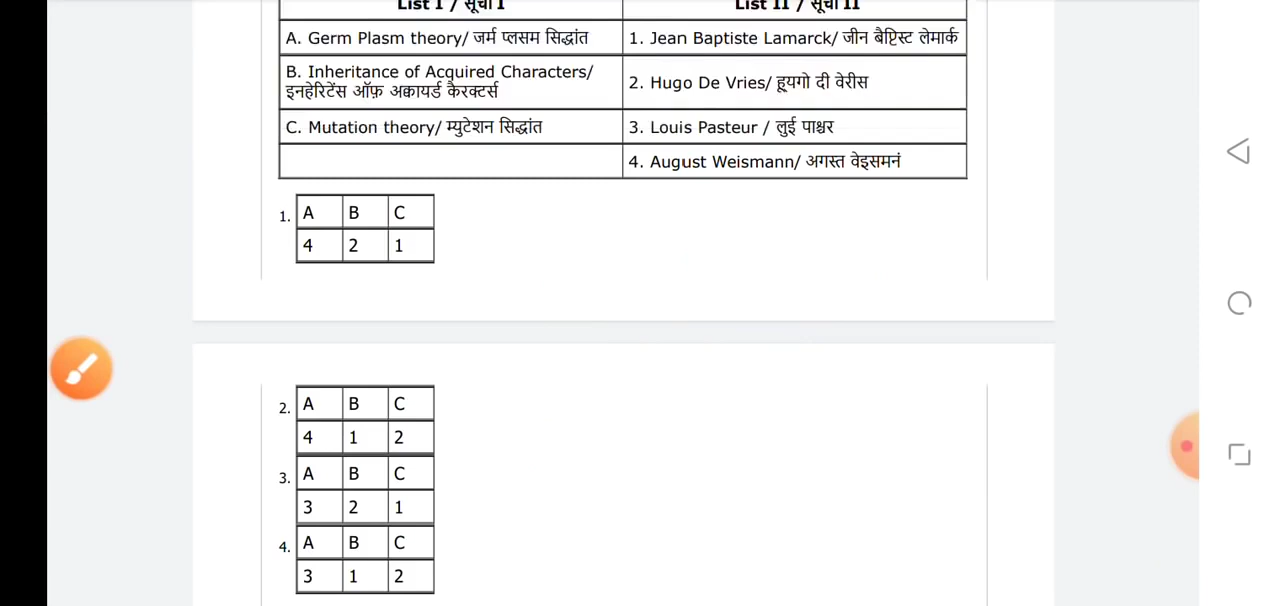 List I / सूची I
List II / सूची II
A. Germ Plasm theory/ जर्म प्लसम सिद्धांत
1. Jean Baptiste Lamarck/ जीन बैप्टिस्ट लेमार्क
B. Inheritance of Acquired Characters/
इनहेरिटेंस ऑफ़ अक्वायर्ड कैरक्टर्स
2. Hugo De Vries/ ह्यूगो दी वेरीस
C. Mutation theory/ म्युटेशन सिद्धांत
3. Louis Pasteur / लुई पाश्चर
4. August Weismann/ अगस्त वेइसमनं
1. A B C
4 2 1
2. A B C
4 1 2
3. A B C
3 2 1
4. A B C
3 1 2